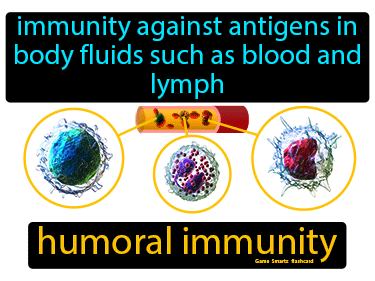 immunity against antigens in
body fluids such as blood and
lymph
humoral immunity
Game Smartz flashcard